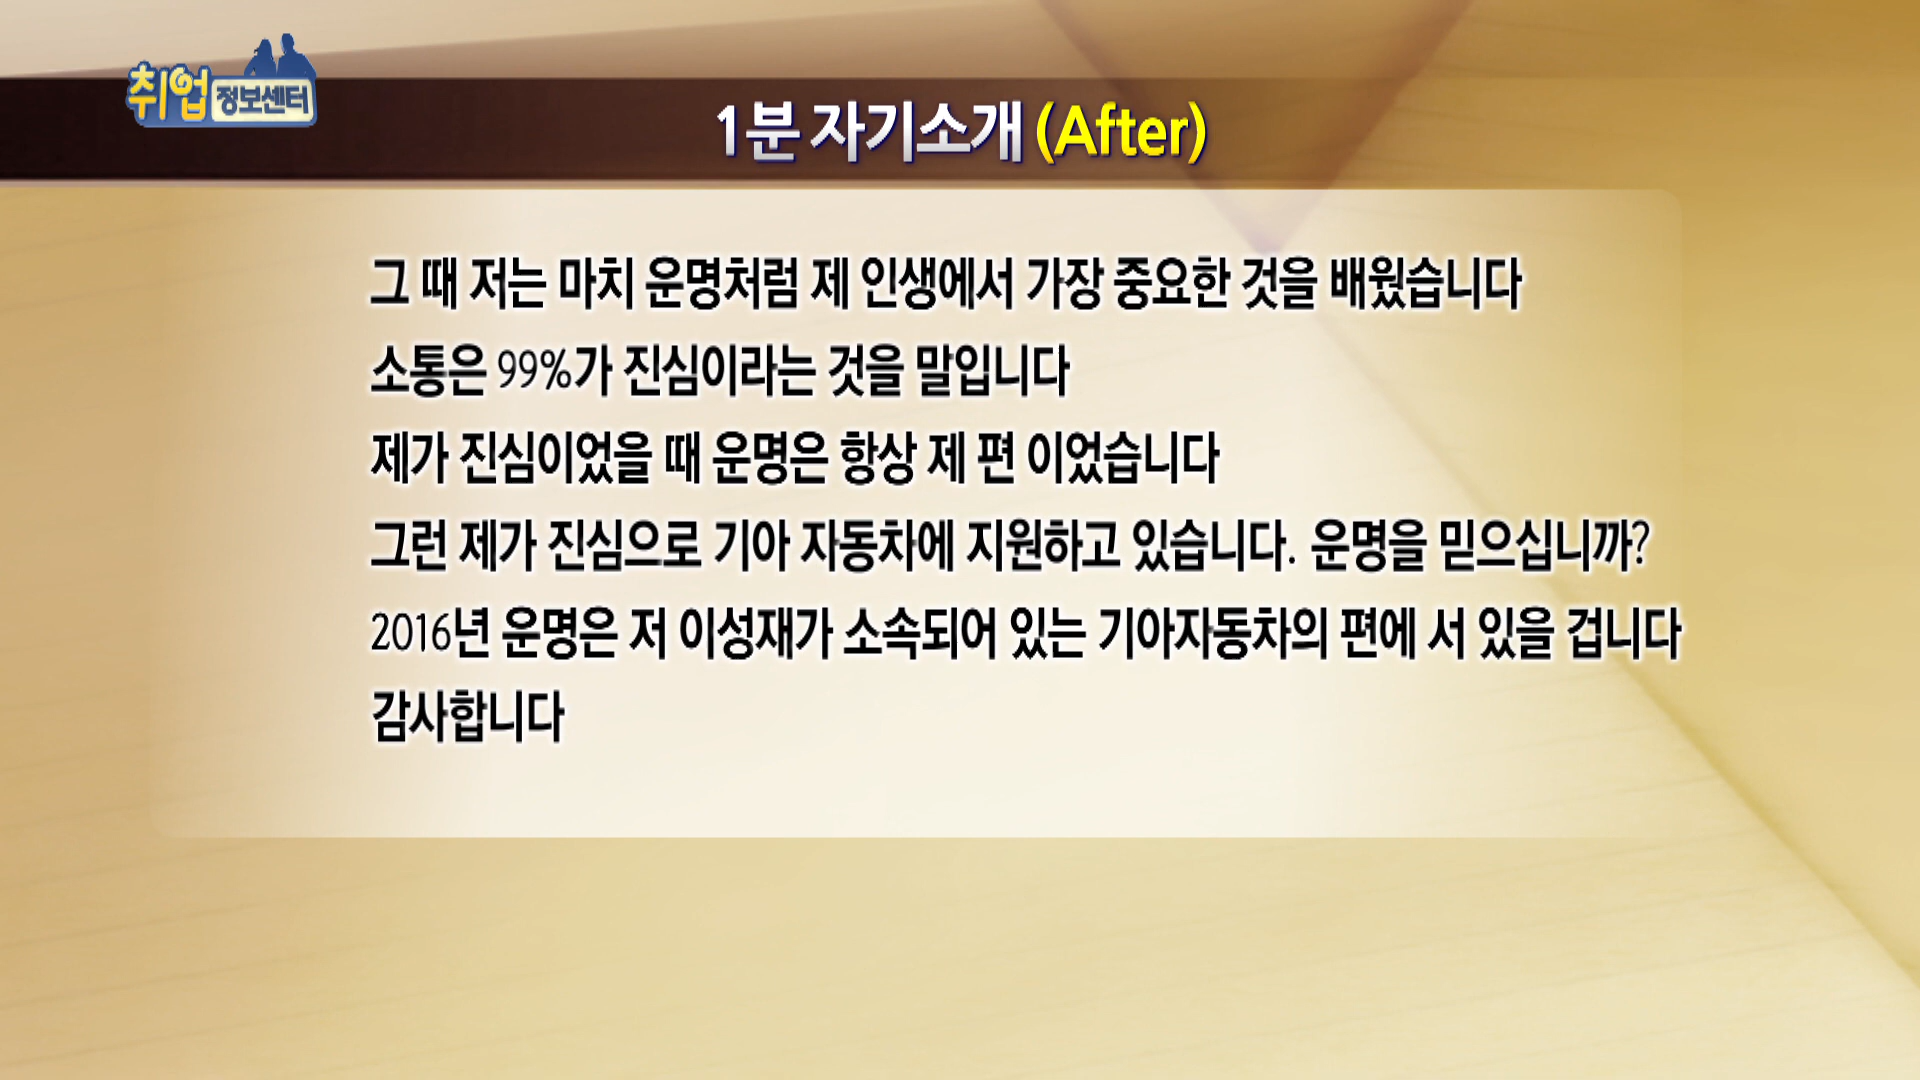 취업 정보센터
1분 자기소개 (After)
그 때 저는 마치 운명처럼 제 인생에서 가장 중요한 것을 배웠습니다
소통은 99%가 진심이라는 것을 말입니다
제가 진심이었을 때 운명은 항상 제 편 이었습니다
그런 제가 진심으로 기아 자동차에 지원하고 있습니다. 운명을 믿으십니까?
2016년 운명은 저 이성재가 소속되어 있는 기아자동차의 편에 서 있을 겁니다
감사합니다